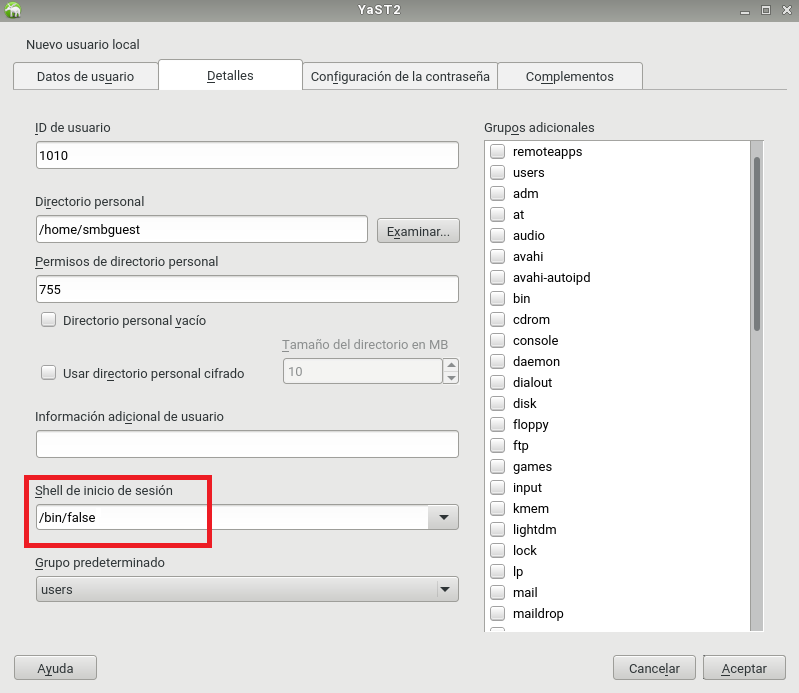 YaST2
Nuevo usuario local
Datos de usuario
Detalles
Configuración de la contraseña
Complementos
ID de usuario
1010
Directorio personal
/home/smbguest
Examinar...
Permisos de directorio personal
755
Directorio personal vacío
Tamaño del directorio en MB
Usar directorio personal cifrado
10
Información adicional de usuario
Shell de inicio de sesión
/bin/false
Grupo predeterminado
users
Grupos adicionales
remoteapps
users
adm
at
audio
avahi
avahi-autoipd
bin
cdrom
console
daemon
dialout
disk
floppy
ftp
games
input
kmem
lightdm
lock
lp
mail
maildrop
Ayuda
Cancelar
Aceptar